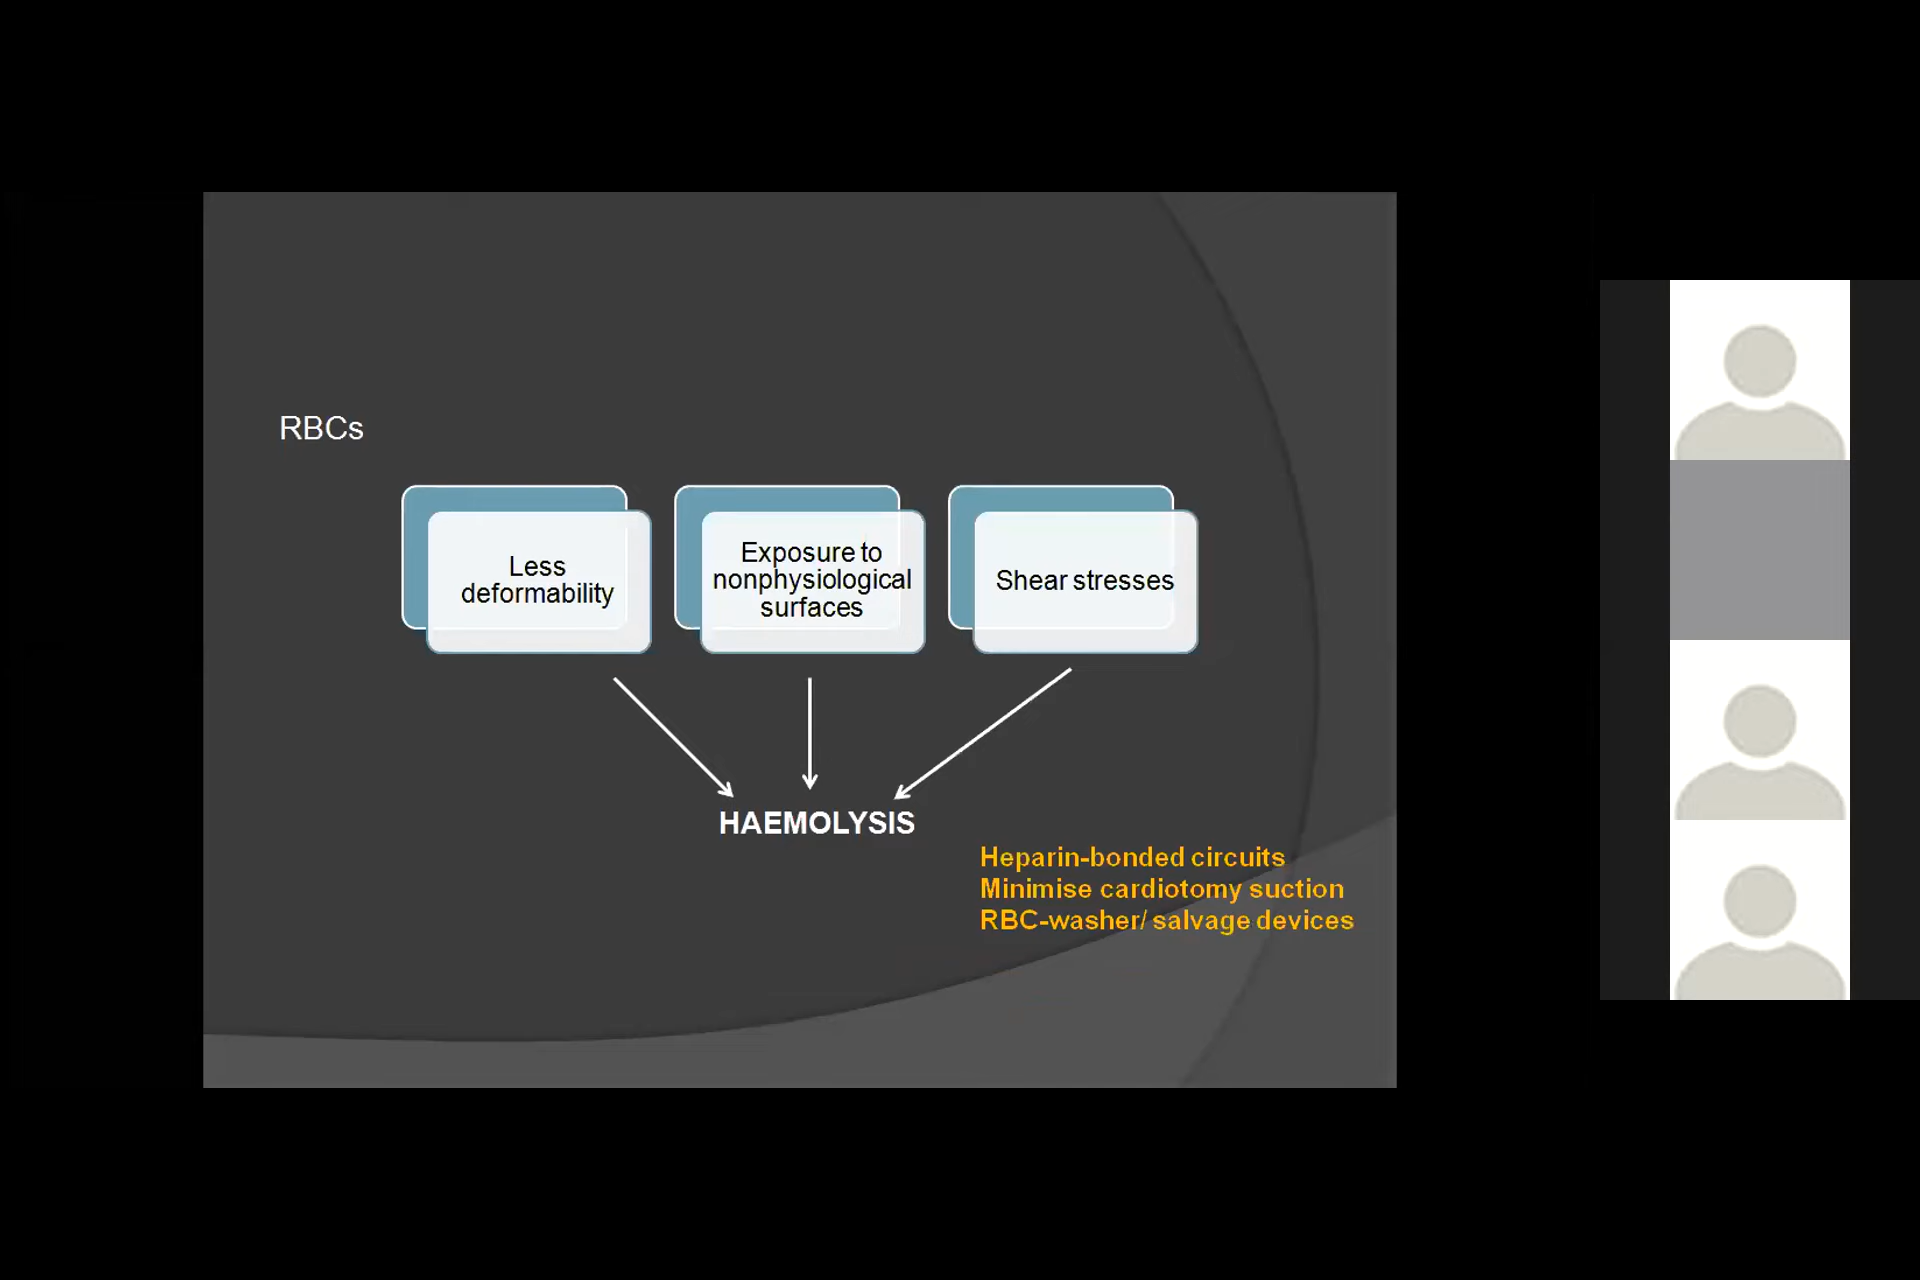 RBCs
Less
deformability
Exposure to
nonphysiological
surfaces
Shear stresses
HAEMOLYSIS
Heparin-bonded circuits
Minimise cardiotomy suction
RBC-washer/ salvage devices